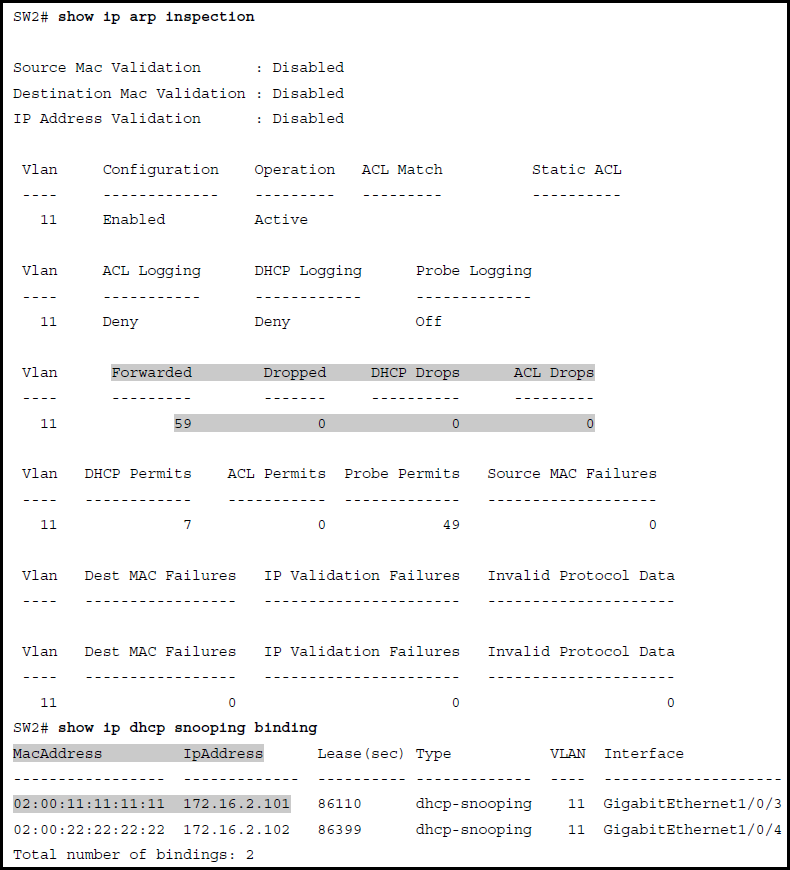 SW2# show ip arp inspection
Source Mac Validation      : Disabled
Destination Mac Validation : Disabled
IP Address Validation      : Disabled
Vlan     Configuration    Operation   ACL Match          Static ACL
----     -------------    ---------   ---------          ----------
11     Enabled          Active
Vlan     ACL Logging      DHCP Logging      Probe Logging
----     -----------      ------------      -------------
11     Deny             Deny              Off
Vlan      Forwarded        Dropped     DHCP Drops      ACL Drops
----      ---------        -------     ----------      ---------
11             59              0              0              0
Vlan   DHCP Permits    ACL Permits  Probe Permits   Source MAC Failures
----   ------------    -----------  -------------   -------------------
11              7              0             49                     0
Vlan   Dest MAC Failures   IP Validation Failures   Invalid Protocol Data
----   -----------------   ----------------------   ---------------------
Vlan   Dest MAC Failures   IP Validation Failures   Invalid Protocol Data
----   -----------------   ----------------------   ---------------------
11                   0                        0                       0
SW2# show ip dhcp snooping binding
MacAddress         IpAddress      Lease(sec) Type           VLAN  Interface
-----------------  -------------  ---------- -------------  ----  --------------------
02:00:11:11:11:11  172.16.2.101   86110      dhcp-snooping   11  GigabitEthernet1/0/3
02:00:22:22:22:22  172.16.2.102   86399      dhcp-snooping   11  GigabitEthernet1/0/4
Total number of bindings: 2